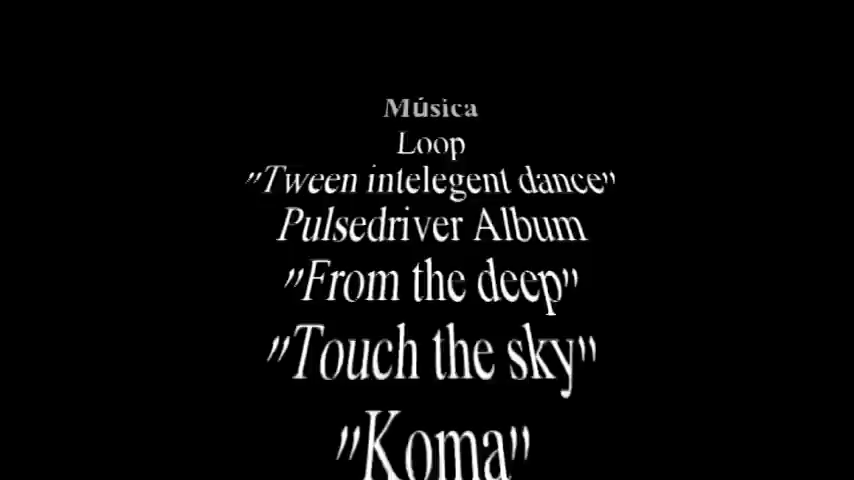 Música
Loop
"Tween intelegent dance"
Pulsedriver Album
"From the deep"
"Touch the sky"
"Koma"